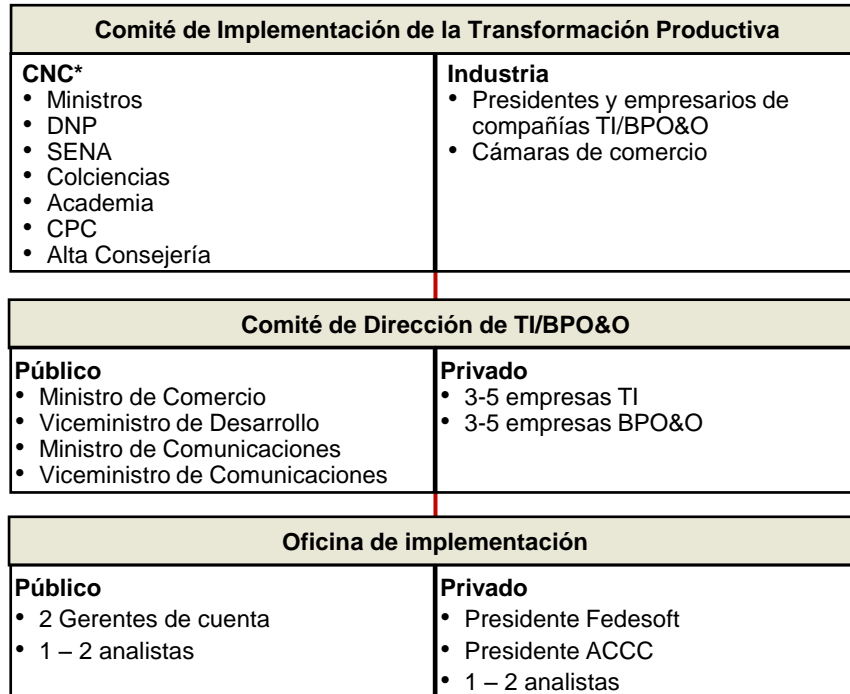 Comité de Implementación de la Transformación Productiva
CNC*
• Ministros
• DNP
• SENA
• Colciencias
• Academia
• CPC
• Alta Consejería
Industria
• Presidentes y empresarios de
compañías TI/BPO&O
• Cámaras de comercio
Comité de Dirección de TI/BPO&O
Público
• Ministro de Comercio
• Viceministro de Desarrollo
• Ministro de Comunicaciones
• Viceministro de Comunicaciones
Privado
• 3-5 empresas TI
• 3-5 empresas BPO&O
Oficina de implementación
Público
• 2 Gerentes de cuenta
• 1 – 2 analistas
Privado
• Presidente Fedesoft
• Presidente ACCC
• 1 – 2 analistas